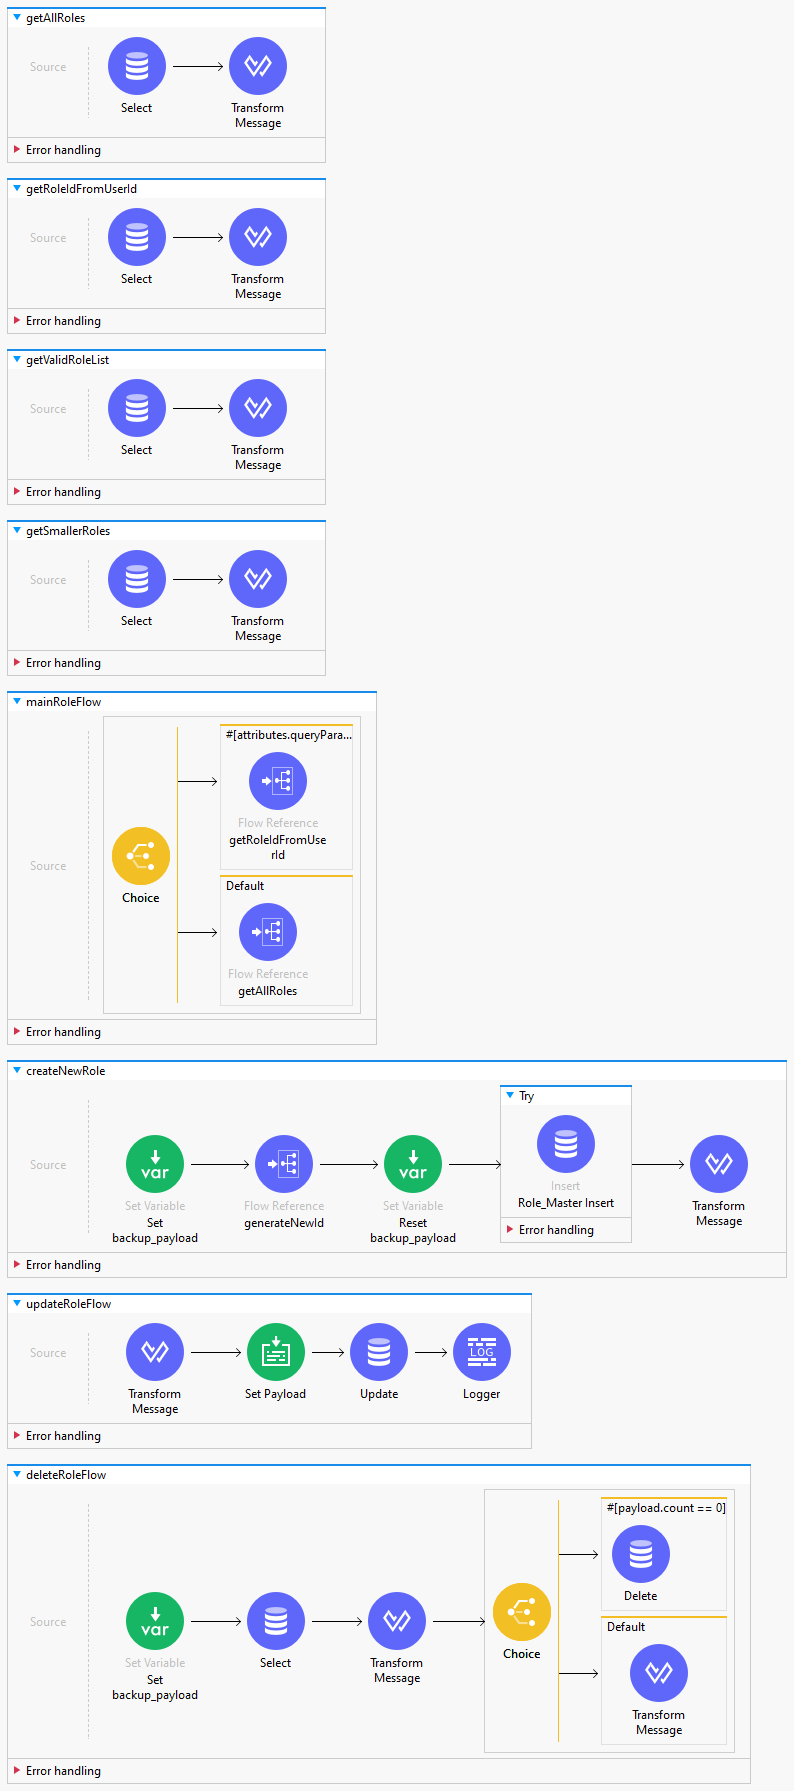 getAllRoles
Source
Select
Transform
Message
Error handling
getRoleIdFromUserId
Source
Select
Transform
Message
Error handling
getValidRoleList
Source
Select
Transform
Message
Error handling
getSmallerRoles
Source
Select
Transform
Message
Error handling
mainRoleFlow
#[attributes.queryPara...
Flow Reference
getRoleIdFromUse
rId
Source
Choice
Default
Flow Reference
getAllRoles
Error handling
createNewRole
Try
Source
var
var
Set Variable
Set
backup_payload
Flow Reference
generateNewId
Set Variable
Reset
backup_payload
Insert
Role_Master Insert
Error handling
Transform
Message
Error handling
updateRoleFlow
Source
LOG
Transform
Message
Set Payload
Update
Logger
Error handling
deleteRoleFlow
#[payload.count == 0]
Delete
Source
var
Set Variable
Set
backup_payload
Select
Transform
Message
Choice
Default
Transform
Message
Error handling